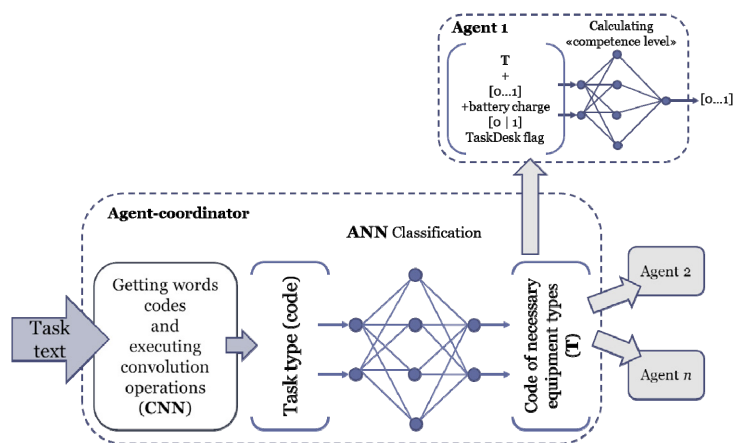 Agent 1
Calculating
«competence level»
T
+
[0...1]
+battery charge
[0 | 1]
TaskDesk flag
[0...1]
Agent-coordinator
ANN Classification
Task
text
Getting words
codes
and
executing
convolution
operations
(CNN)
Task type (code)
Code of necessary
equipment types
(T)
Agent 2
Agent n